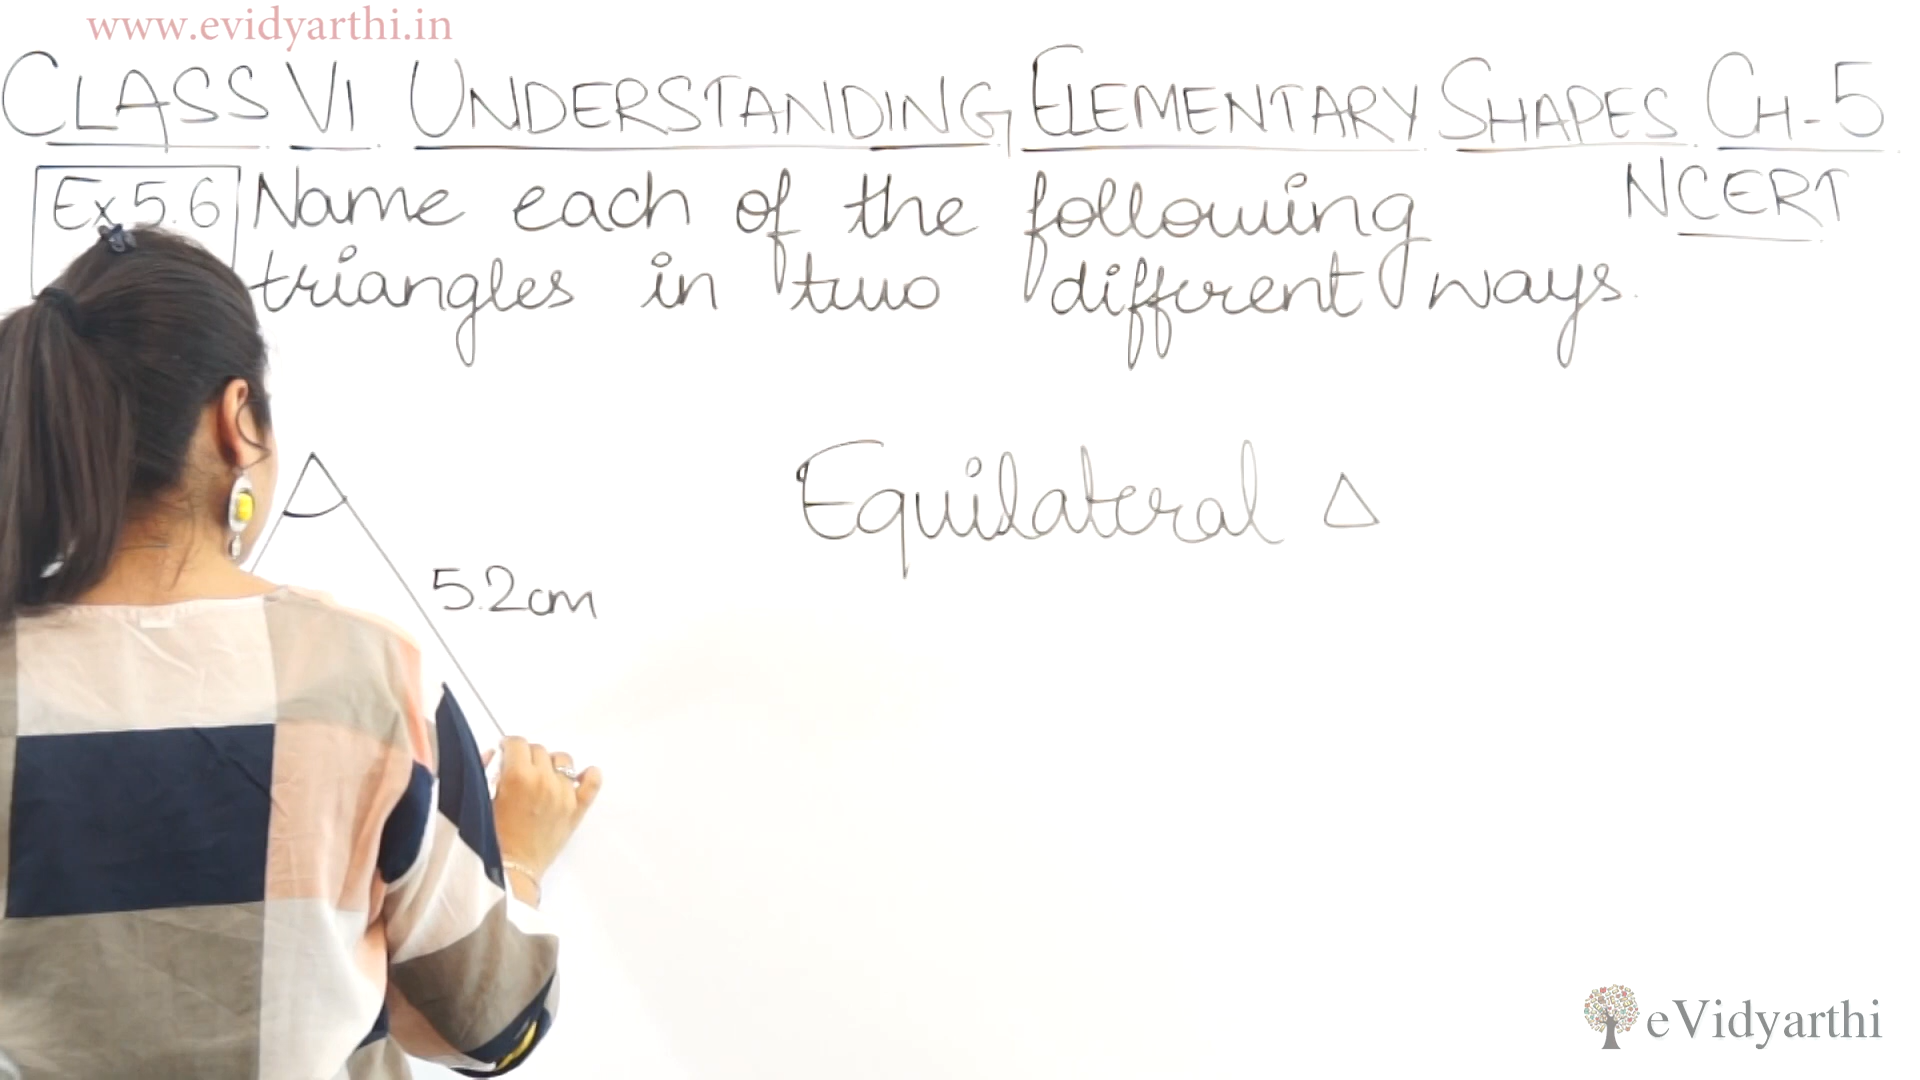 www.evidyarthi.in
CLASS VI UNDERSTANDING ELEMENTARY SHAPES CH-5
NCERT
Ex 5.6 Name each of the following
triangles in two different ways.
Equilateral △
5.2cm
eVidyarthi